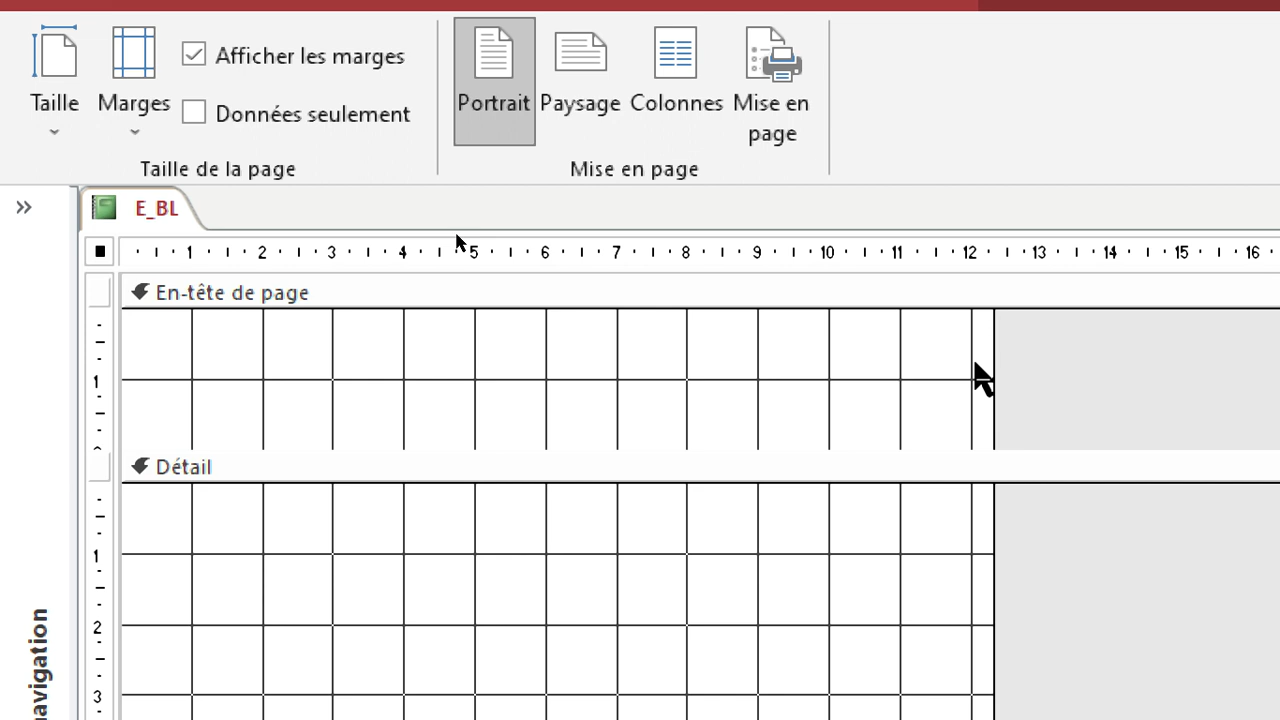 Taille
Marges
Afficher les marges
Données seulement
Taille de la page
Portrait
Paysage
Colonnes
Mise en
page
Mise en page
E_BL
1 2 3 4 5 6 7 8 9 10 11 12 13 14 15 16
En-tête de page
1
Détail
1
2
3